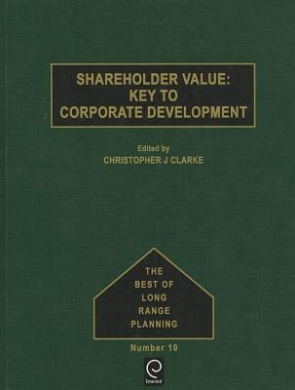 SHAREHOLDER VALUE:
KEY TO
CORPORATE DEVELOPMENT
Edited by
CHRISTOPHER J CLARKE
THE
BEST OF
LONG
RANGE
PLANNING
Number 10
Emerald